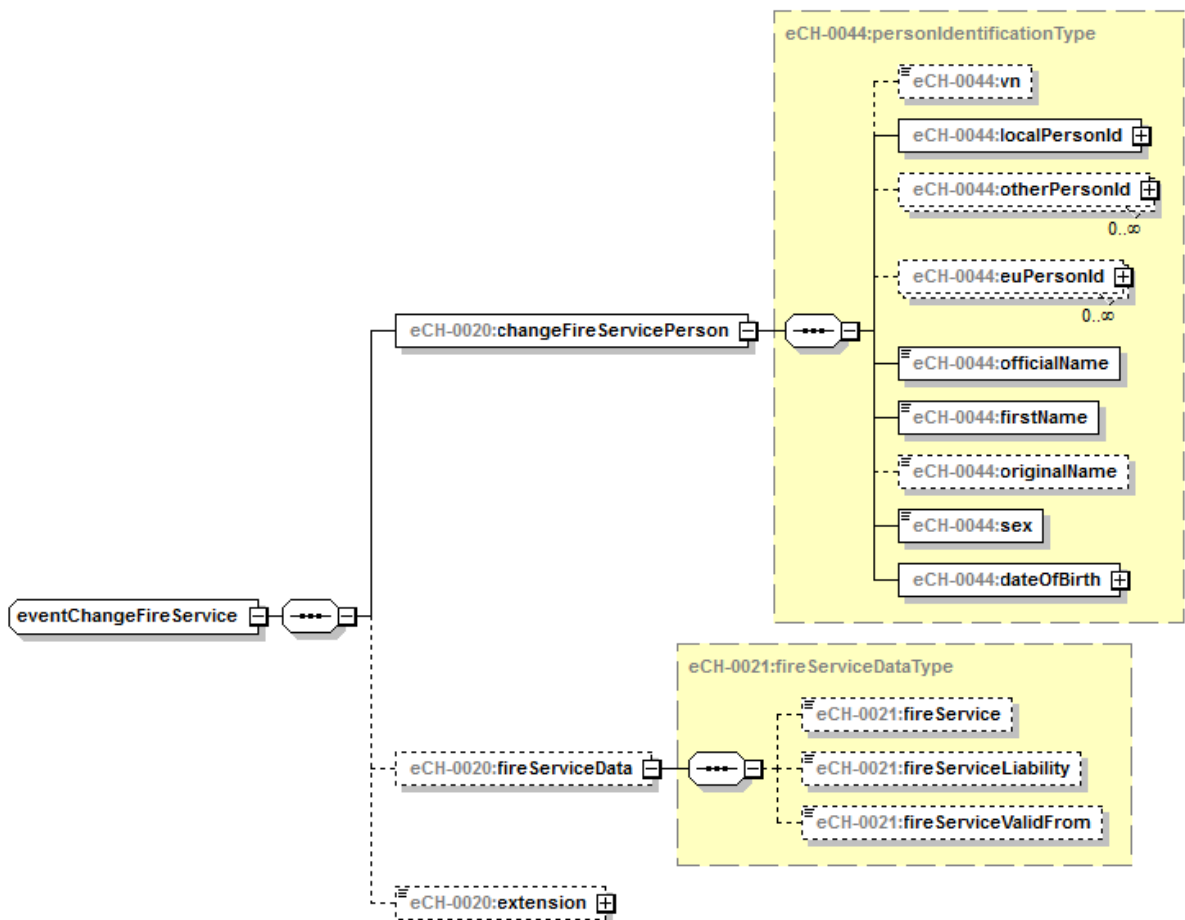 eCH-0044:personIdentificationType
eCH-0044:vn
eCH-0044:localPersonId
eCH-0044:otherPersonId
0..∞
eCH-0044:euPersonId
0..∞
eCH-0020:changeFireServicePerson
eCH-0044:officialName
eCH-0044:firstName
eCH-0044:originalName
eCH-0044:sex
eCH-0044:dateOfBirth
eventChangeFireService
eCH-0021:fireServiceDataType
eCH-0021:fireService
eCH-0020:fireServiceData
eCH-0021:fireServiceLiability
eCH-0021:fireServiceValidFrom
eCH-0020:extension